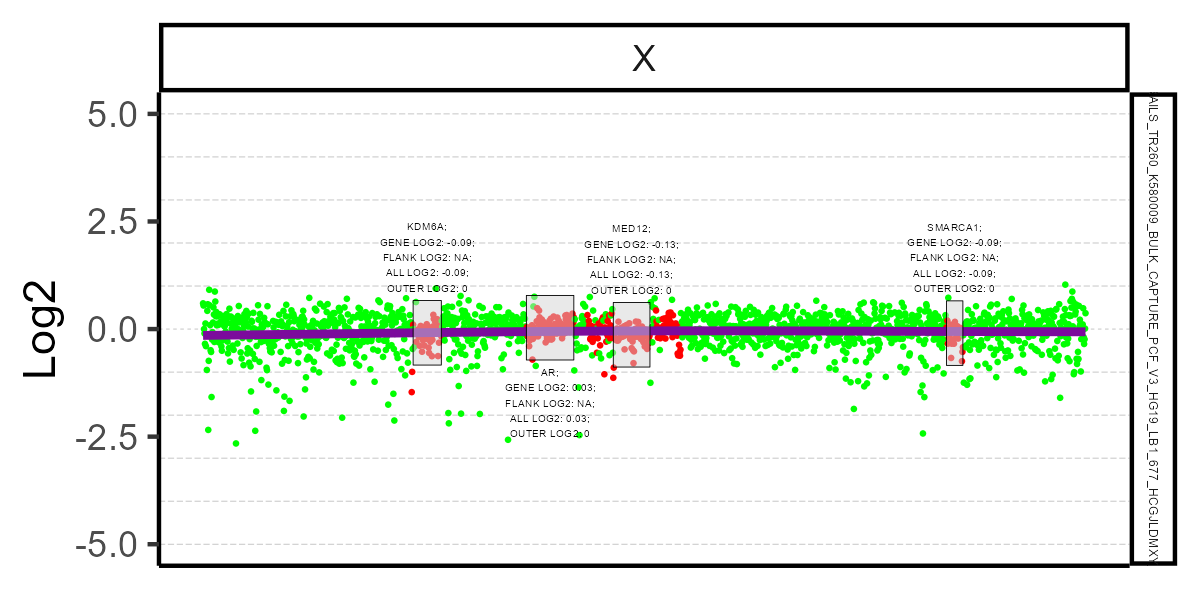 X
5.0
2.5
0.0
-2.5
-5.0
Log2
KDM6A;
GENE LOG2: -0.09;
FLANK LOG2: NA;
ALL LOG2: -0.09;
OUTER LOG2: 0
AR;
GENE LOG2: 0.03;
FLANK LOG2: NA;
ALL LOG2: 0.03;
OUTER LOG2: 0
MED12;
GENE LOG2: -0.13;
FLANK LOG2: NA;
ALL LOG2: -0.13;
OUTER LOG2: 0
SMARCA1;
GENE LOG2: -0.09;
FLANK LOG2: NA;
ALL LOG2: -0.09;
OUTER LOG2: 0
AILS_TR260_K580009_BULK_CAPTURE_PCF_V3_HG19_LB1_677_HCGJLDMXY